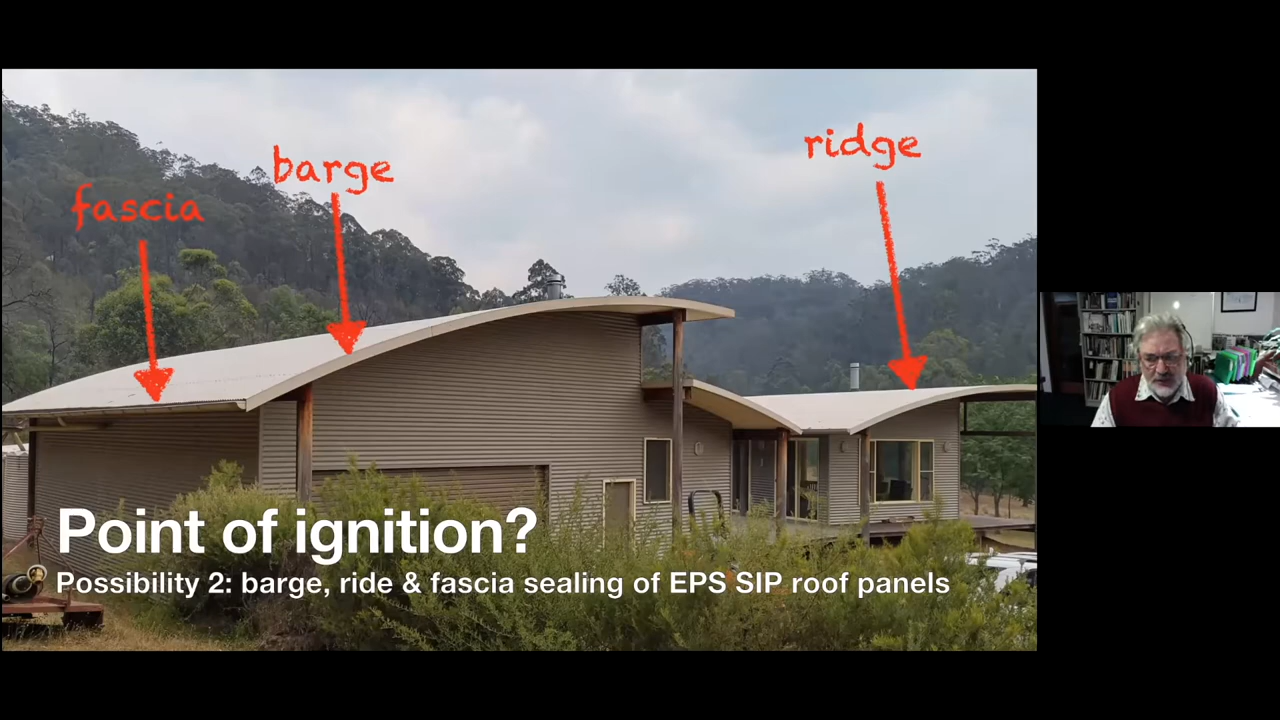 fascia
barge
ridge
Point of ignition?
Possibility 2: barge, ride & fascia sealing of EPS SIP roof panels